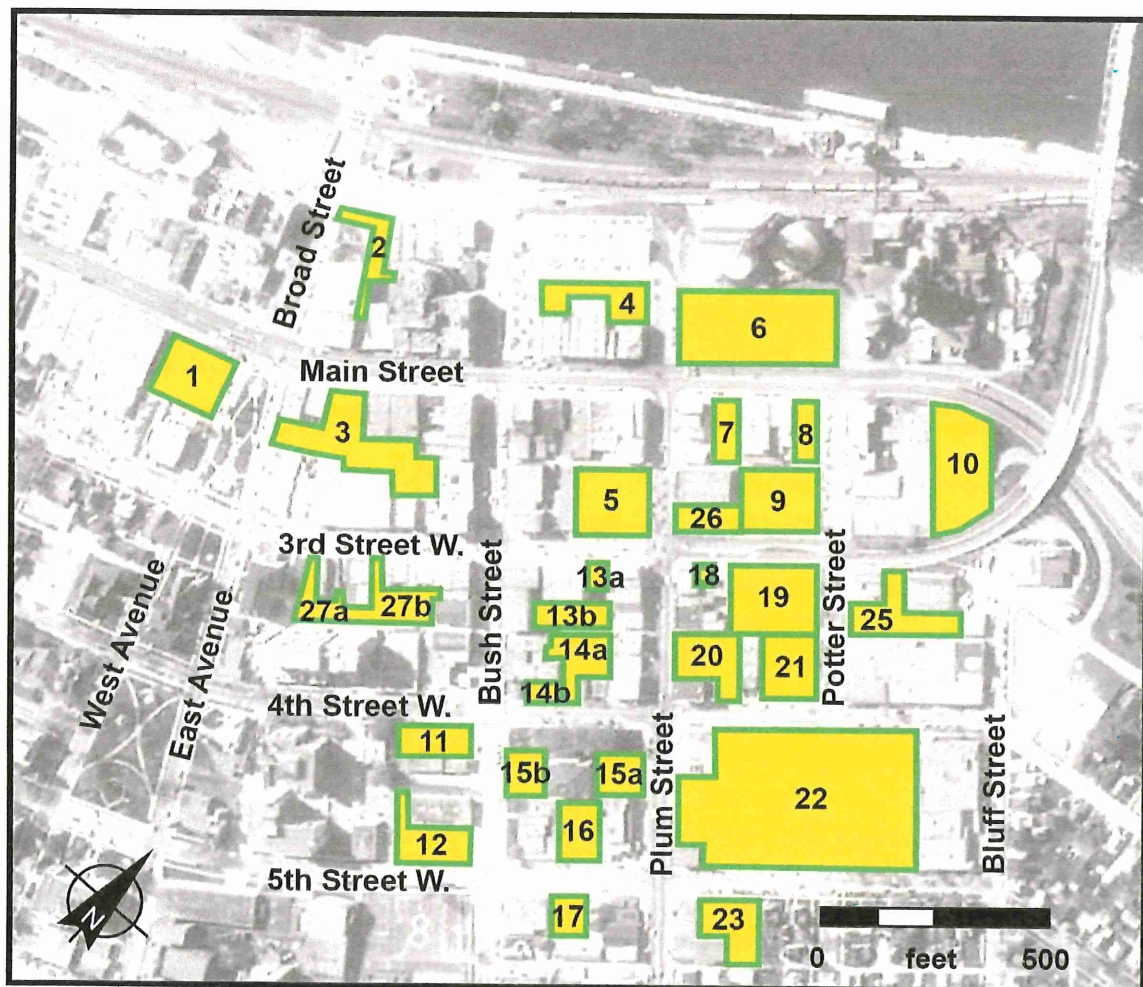 Broad Street
2
4
6
1
Main Street
3
7
8
10
5
9
26
3rd Street W.
Bush Street
13a
18
19
Potter Street
27a
27b
13b
25
West Avenue
East Avenue
14a
20
21
14b
4th Street W.
11
15b
15a
Plum Street
22
Bluff Street
12
16
5th Street W.
N
17
23
0 feet 500